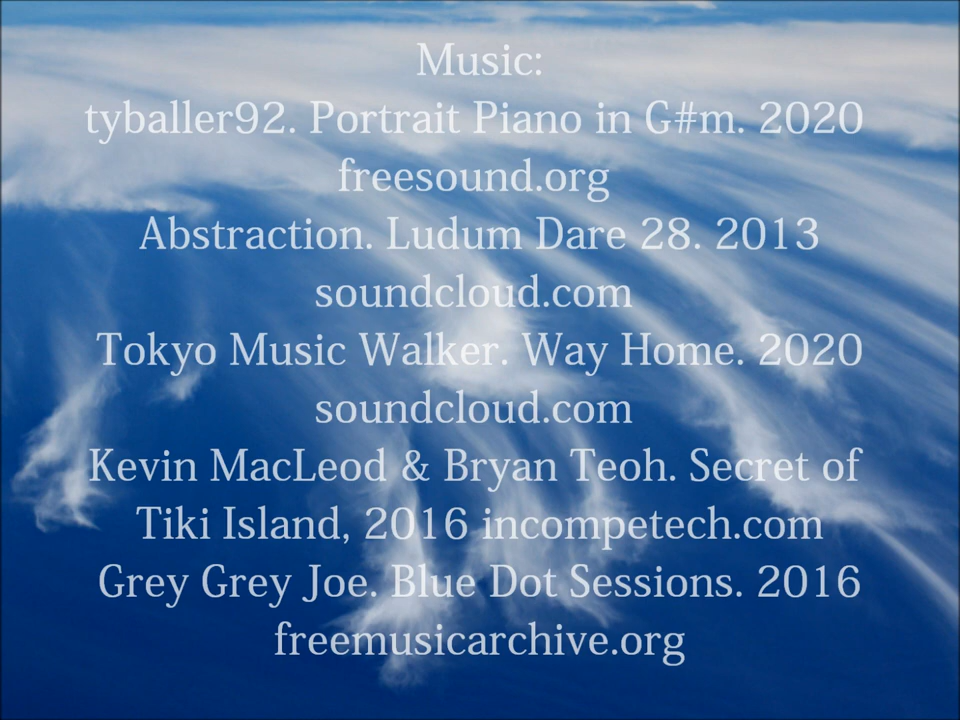 Music:
tyballer92. Portrait Piano in G#m. 2020
freesound.org
Abstraction. Ludum Dare 28. 2013
soundcloud.com
Tokyo Music Walker. Way Home. 2020
soundcloud.com
Kevin MacLeod & Bryan Teoh. Secret of
Tiki Island, 2016 incompetech.com
Grey Grey Joe. Blue Dot Sessions. 2016
freemusicarchive.org